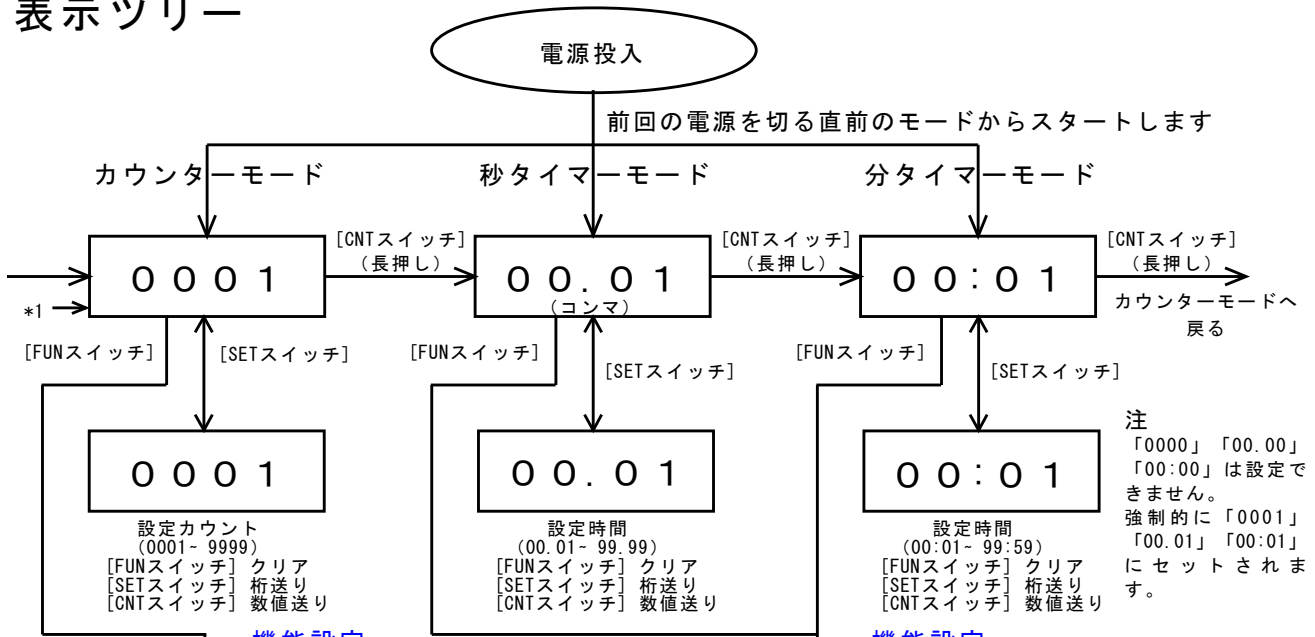 表示ツリー
電源投入
前回の電源を切る直前のモードからスタートします
カウンターモード
秒タイマーモード
分タイマーモード
[CNTスイッチ]
(長押し)
[CNTスイッチ]
(長押し)
[CNTスイッチ]
(長押し)
0001
00.01
(コンマ)
00:01
カウンターモードへ
戻る
*1
[FUNスイッチ]
[SETスイッチ]
[FUNスイッチ]
[SETスイッチ]
[FUNスイッチ]
[SETスイッチ]
0001
設定カウント
(0001~9999)
[FUNスイッチ] クリア
[SETスイッチ] 桁送り
[CNTスイッチ] 数値送り
00.01
設定時間
(00.01~99.99)
[FUNスイッチ] クリア
[SETスイッチ] 桁送り
[CNTスイッチ] 数値送り
00:01
設定時間
(00:01~99:59)
[FUNスイッチ] クリア
[SETスイッチ] 桁送り
[CNTスイッチ] 数値送り
注
「0000」「00.00」
「00:00」は設定で
きません。
強制的に「0001」
「00.01」「00:01」
にセットされま
す。
機能設定
機能設定